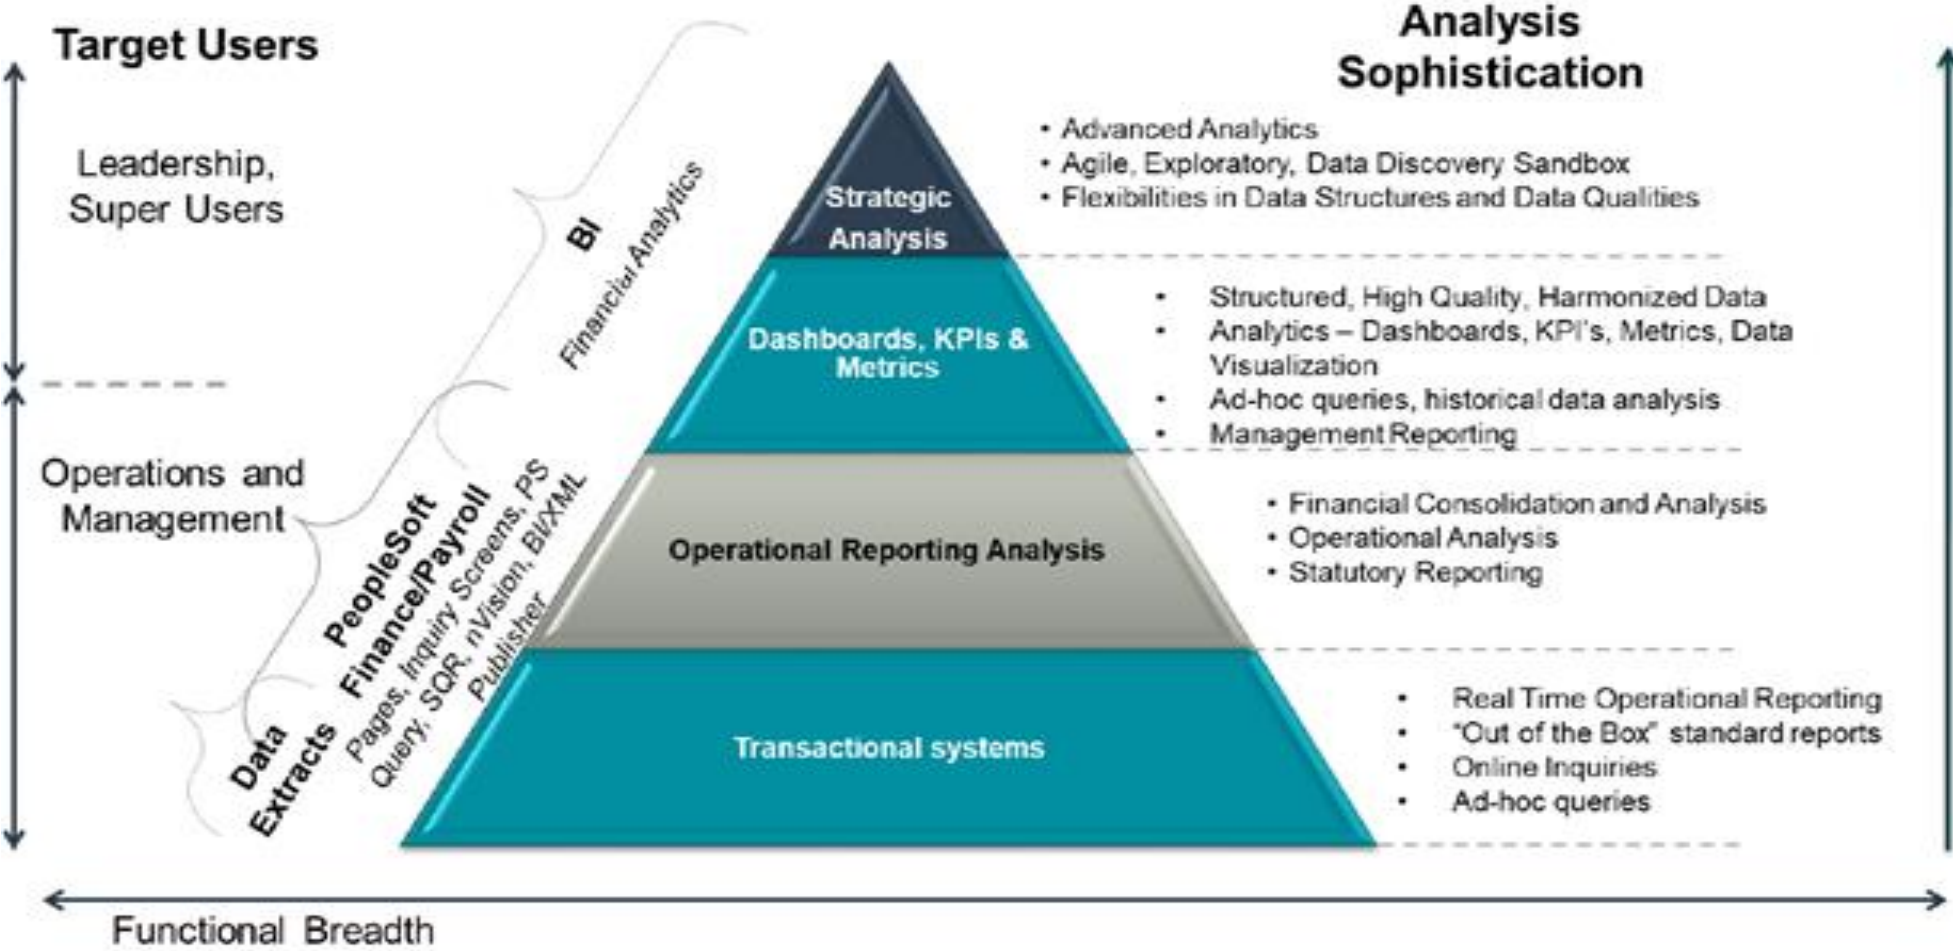 Target Users
Leadership,
Super Users
Operations and
Management
BI
Financial Analytics
PeopleSoft
Finance/Payroll
Pages, Inquiry Screens, PS
Query, SQR, nVision, BI/XML
Publisher
Data
Extracts
Strategic
Analysis
Dashboards, KPIs &
Metrics
Operational Reporting Analysis
Transactional systems
Analysis
Sophistication
• Advanced Analytics
• Agile, Exploratory, Data Discovery Sandbox
• Flexibilities in Data Structures and Data Qualities
• Structured, High Quality, Harmonized Data
• Analytics – Dashboards, KPI's, Metrics, Data
Visualization
• Ad-hoc queries, historical data analysis
• Management Reporting
• Financial Consolidation and Analysis
• Operational Analysis
• Statutory Reporting
• Real Time Operational Reporting
• "Out of the Box" standard reports
• Online Inquiries
• Ad-hoc queries
Functional Breadth